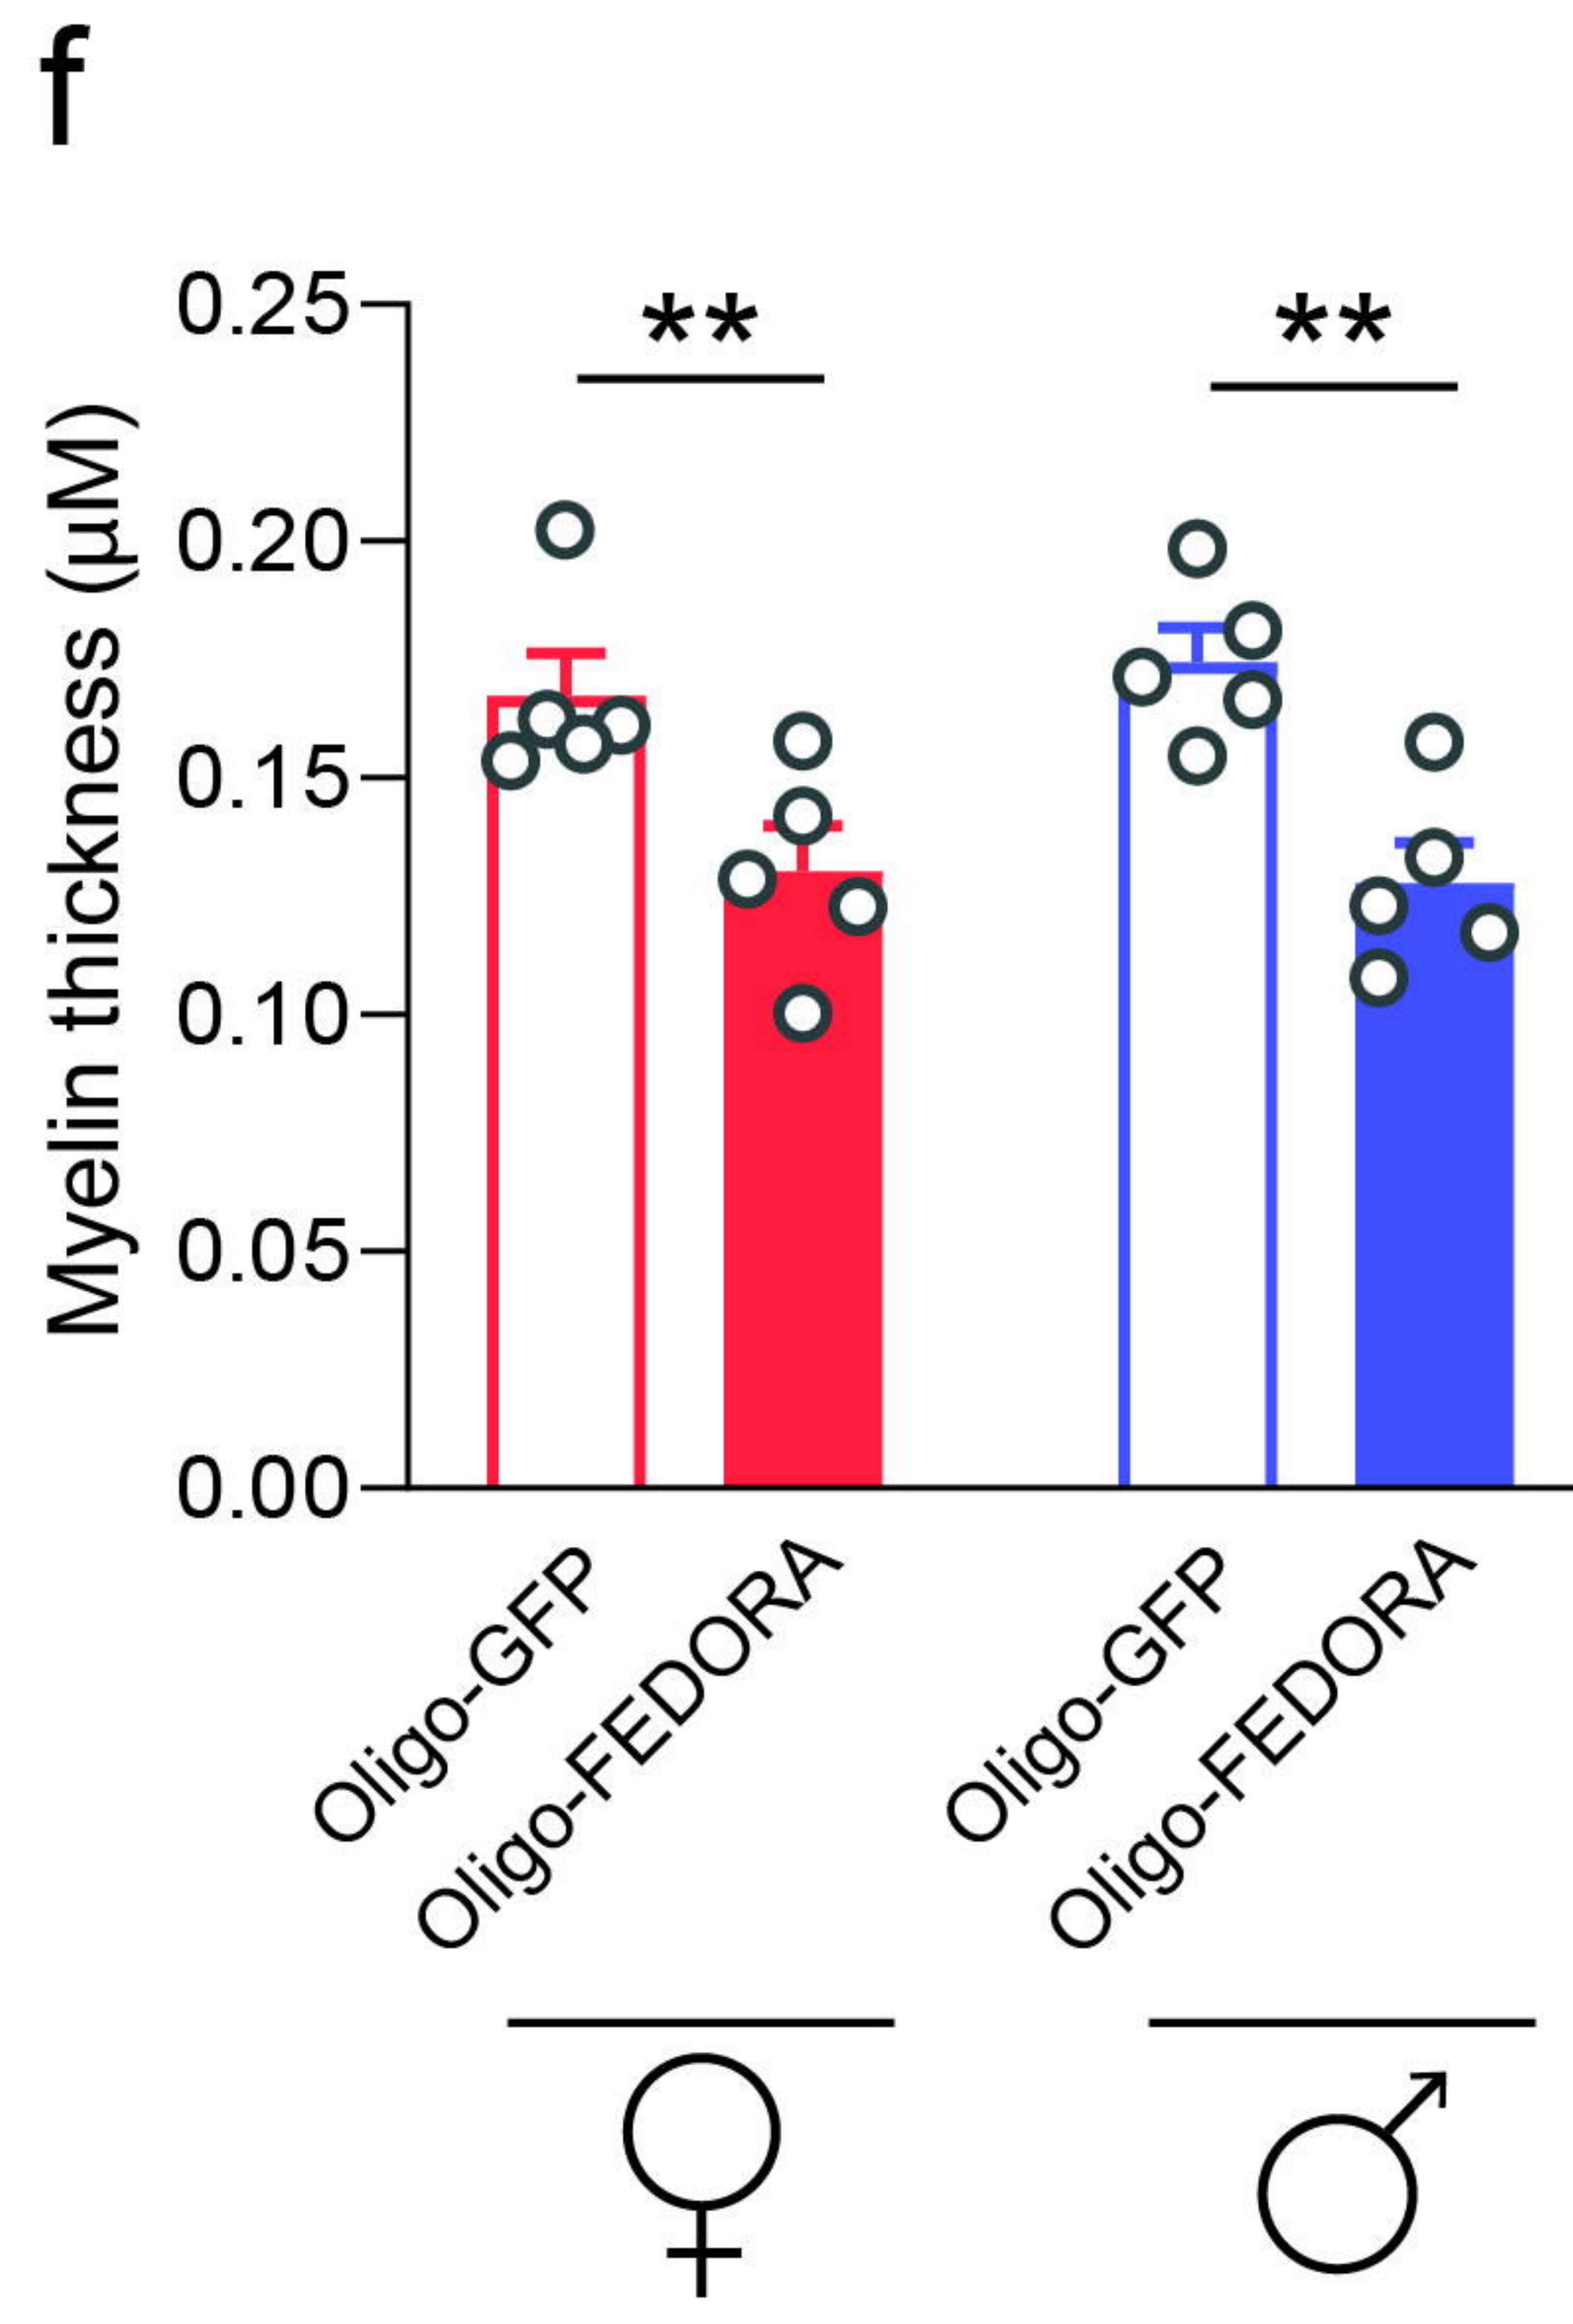 f
Myelin thickness (µM)
0.25
0.20
0.15
0.10
0.05
0.00
**
**
Oligo-GFP
Oligo-FEDORA
Oligo-GFP
Oligo-FEDORA
♀
♂